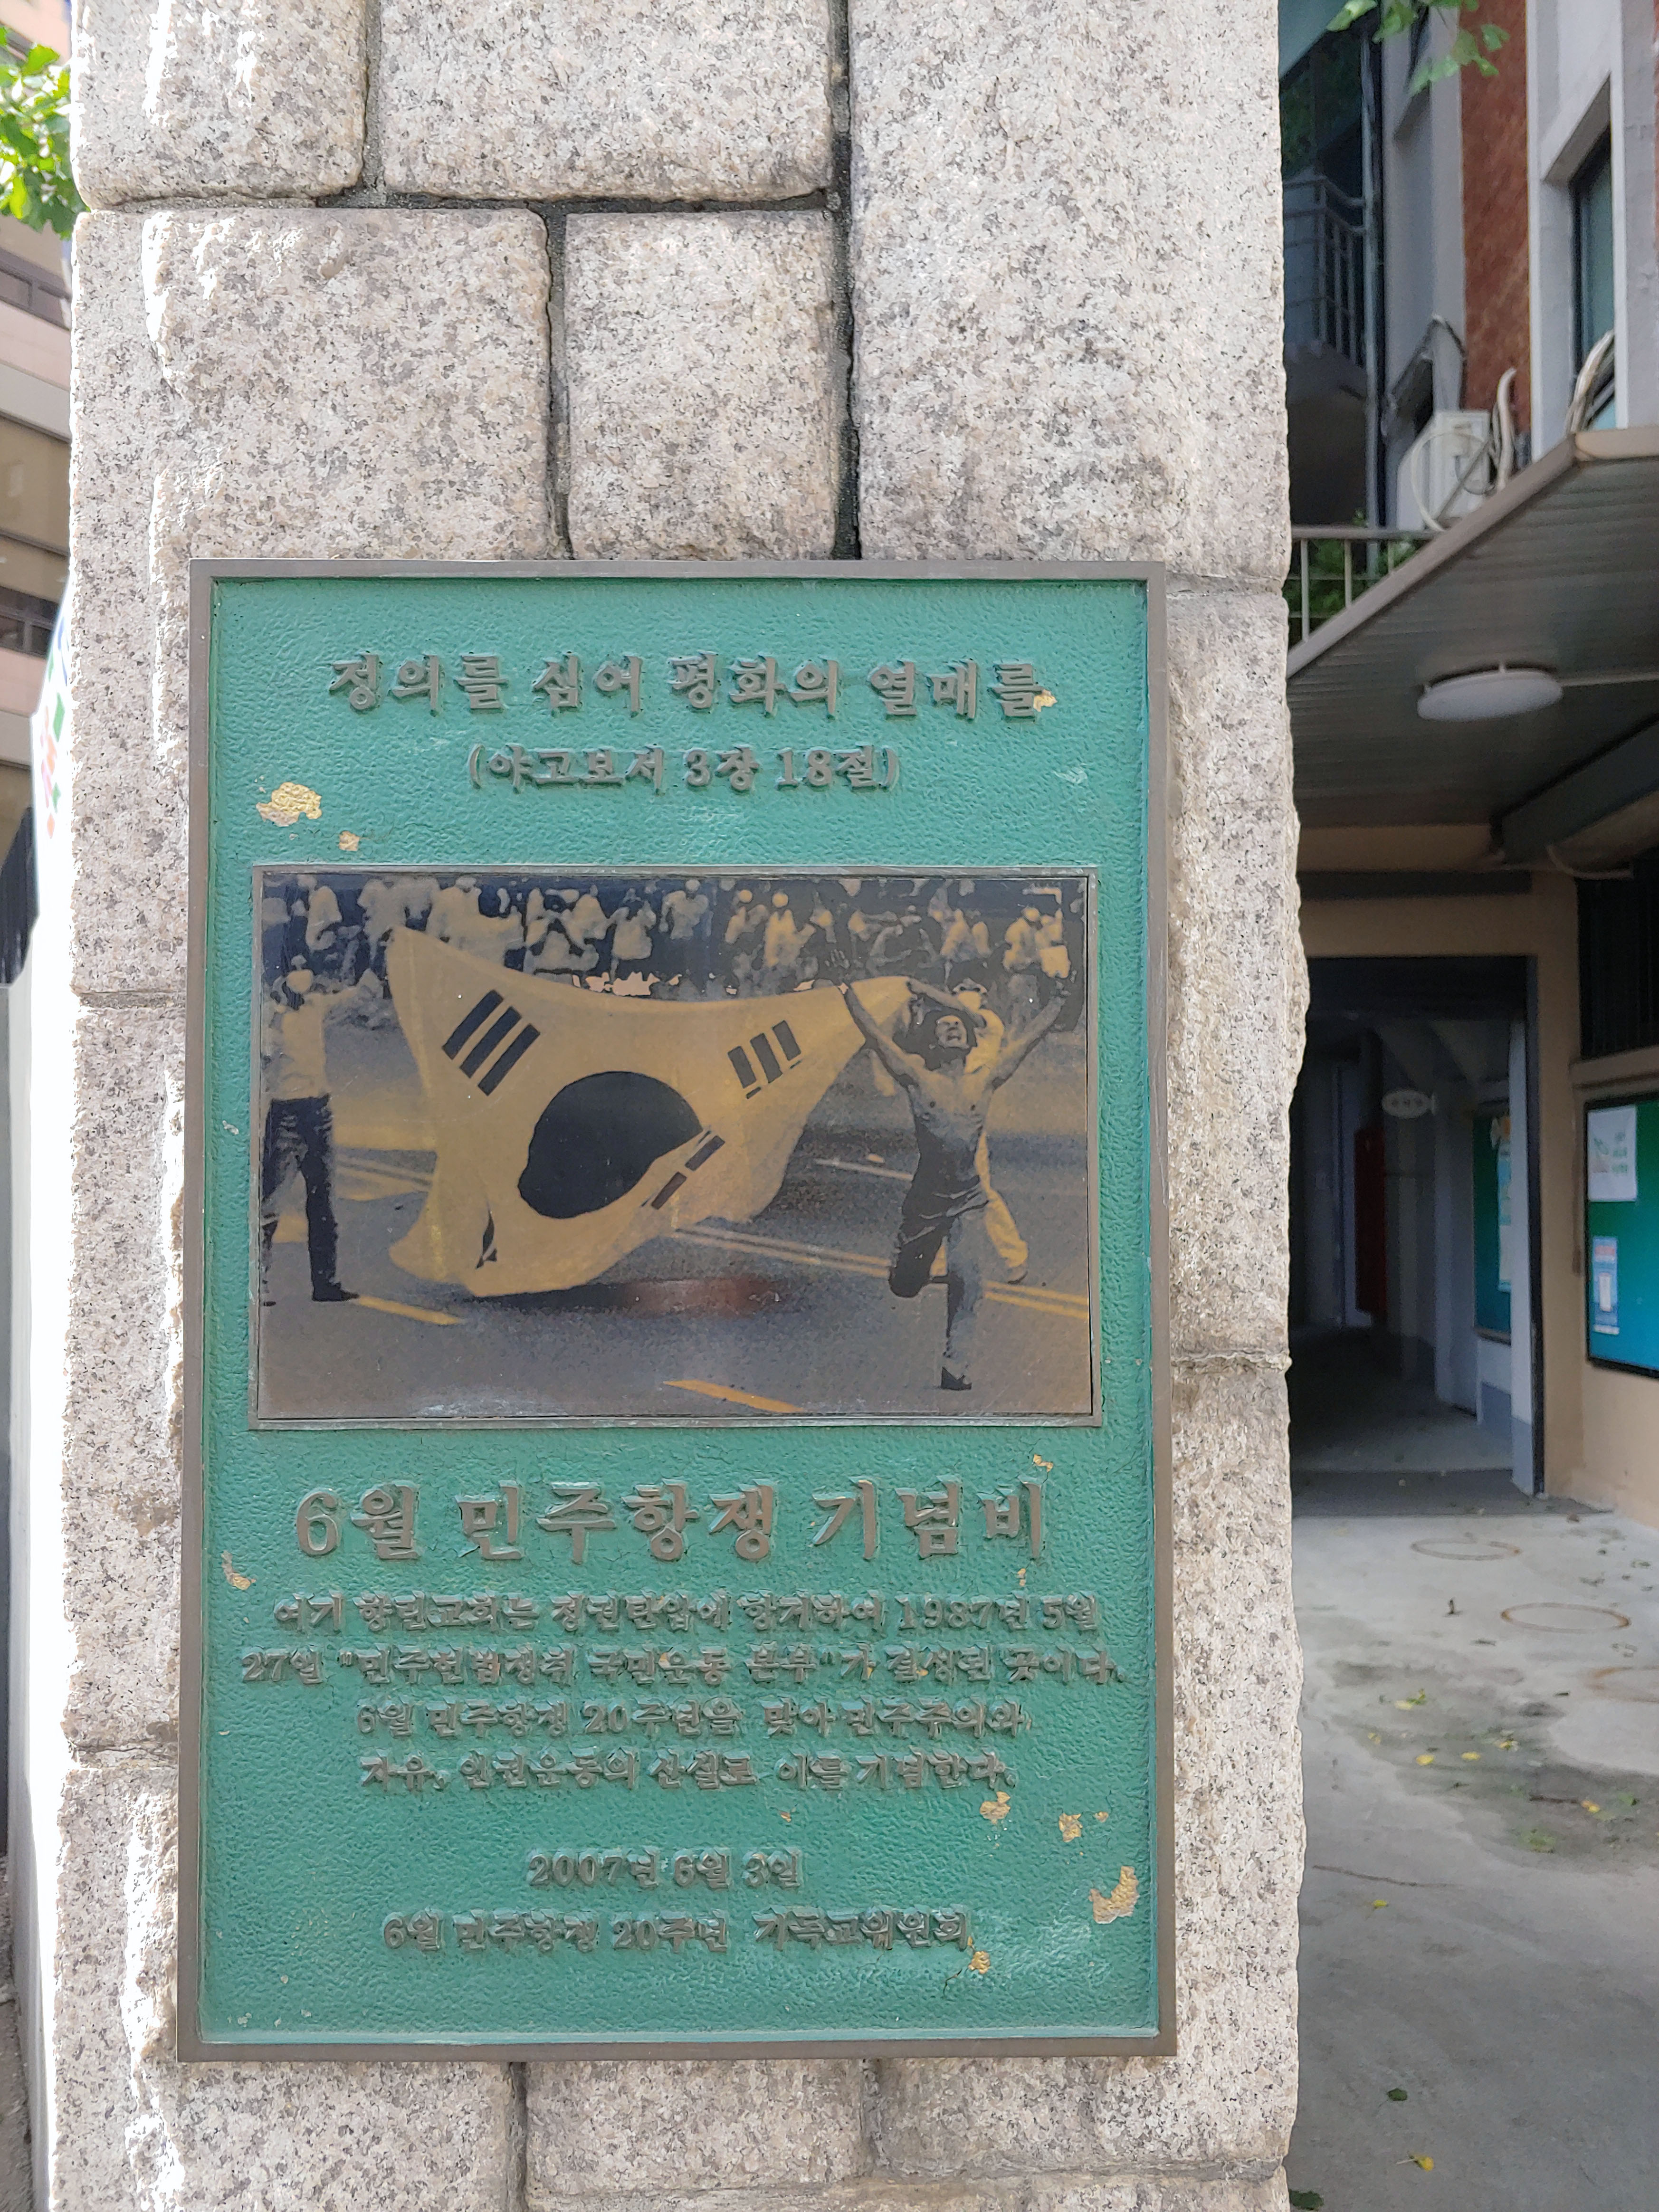 정의를 심어 평화의 열매를
(야고보서 3장 18절)
6월 민주항쟁 기념비
여기 향린교회는 정권탄압에 항거하여 1987년 5월
27일 "민주헌법쟁취 국민운동 본부"가 결성된 곳이다.
6월 민주항쟁 20주년을 맞아 민주주의와
자유, 인권운동의 산실로 이를 기념한다.
2007년 6월 3일
6월 민주항쟁 20주년 기독교위원회